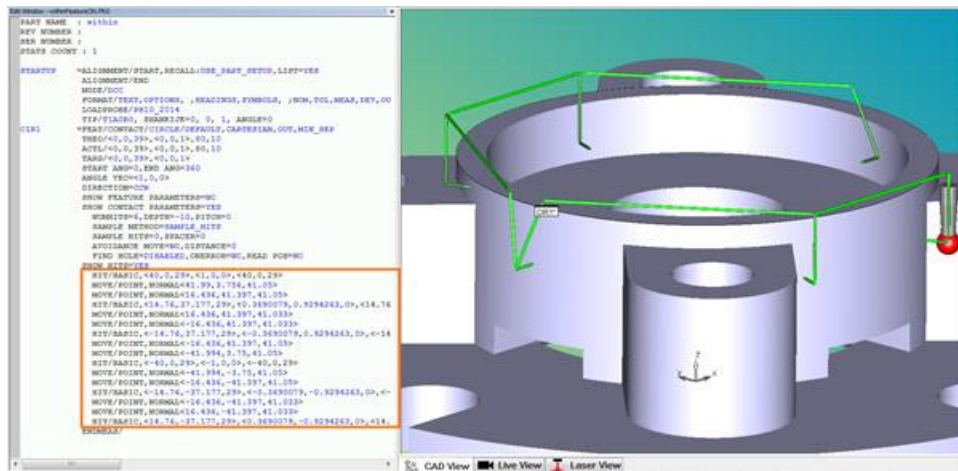 Edit Window - withinFeatureON.PRG
PART NAME : within
REV NUMBER :
SER NUMBER :
STATS COUNT : 1
STARTUP =ALIGNMENT/START,RECALL:USE_PART_SETUP,LIST=YES
ALIGNMENT/END
MODE/DCC
FORMAT/TEXT,OPTIONS, ,HEADINGS,SYMBOLS, ;NOM,TOL,MEAS,DEV,OU
LOADPROBE/PH10_2014
TIP/T1A0B0, SHANKIJK=0, 0, 1, ANGLE=0
CIR1 =FEAT/CONTACT/CIRCLE/DEFAULT,CARTESIAN,OUT,MIN_SEP
THEO/<0,0,39>,<0,0,1>,80,10
ACTL/<0,0,39>,<0,0,1>,80,10
TARG/<0,0,39>,<0,0,1>
START ANG=0,END ANG=360
ANGLE VEC=<1,0,0>
DIRECTION=CCW
SHOW FEATURE PARAMETERS=NO
SHOW CONTACT PARAMETERS=YES
NUMHITS=6,DEPTH=-10,PITCH=0
SAMPLE METHOD=SAMPLE_HITS
SAMPLE HITS=0,SPACER=0
AVOIDANCE MOVE=NO,DISTANCE=0
FIND HOLE=DISABLED,ONERROR=NO,READ POS=NO
SHOW HITS=YES
HIT/BASIC,<40,0,29>,<1,0,0>,<40,0,29>
MOVE/POINT,NORMAL<41.99,3.756,41.05>
MOVE/POINT,NORMAL<16.436,41.397,41.05>
HIT/BASIC,<14.76,37.177,29>,<0.3690079,0.9294263,0>,<14.76
MOVE/POINT,NORMAL<16.436,41.397,41.033>
MOVE/POINT,NORMAL<-16.436,41.397,41.033>
HIT/BASIC,<-14.76,37.177,29>,<-0.3690079,0.9294263,0>,<-14
MOVE/POINT,NORMAL<-16.436,41.397,41.05>
MOVE/POINT,NORMAL<-41.994,3.75,41.05>
HIT/BASIC,<-40,0,29>,<-1,0,0>,<-40,0,29>
MOVE/POINT,NORMAL<-41.994,-3.75,41.05>
MOVE/POINT,NORMAL<-16.436,-41.397,41.05>
HIT/BASIC,<-14.76,-37.177,29>,<-0.3690079,-0.9294263,0>,<-
MOVE/POINT,NORMAL<-16.436,-41.397,41.05>
MOVE/POINT,NORMAL<16.436,-41.397,41.05>
HIT/BASIC,<14.76,-37.177,29>,<0.3690079,-0.9294263,0>,<14.
ENDMEAS/
CIR1
Z
X
CAD View Live View Laser View